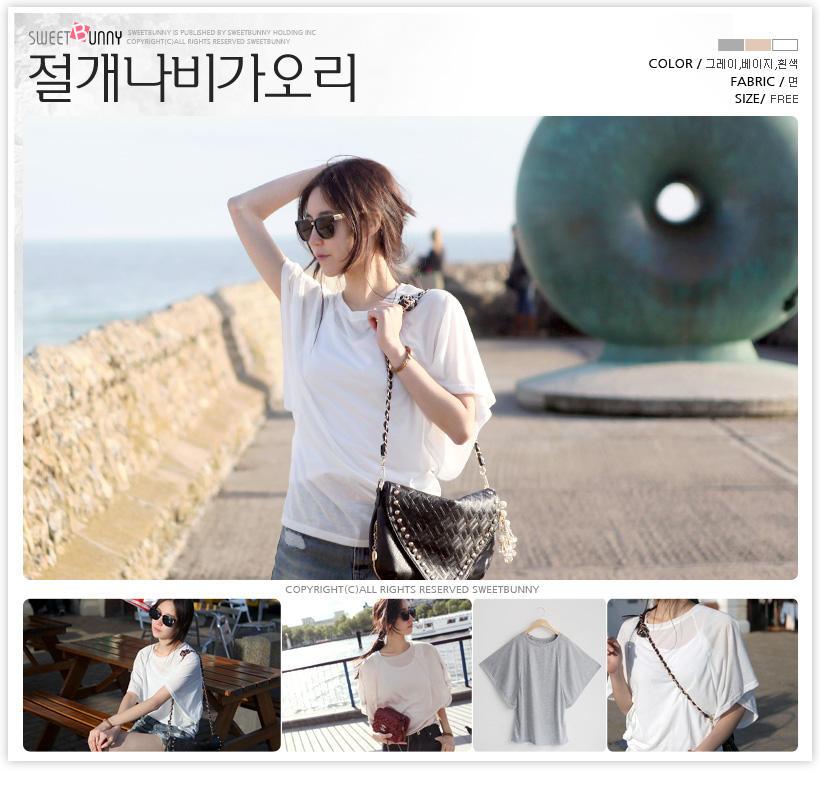 SWEETBUNNY
SWEETBUNNY IS PUBLISHED BY SWEETBUNNY HOLDING INC
COPYRIGHT(C)ALL RIGHTS RESERVED SWEETBUNNY
절개나비가오리
COLOR / 그레이,베이지,흰색
FABRIC / 면
SIZE/ FREE
COPYRIGHT(C)ALL RIGHTS RESERVED SWEETBUNNY